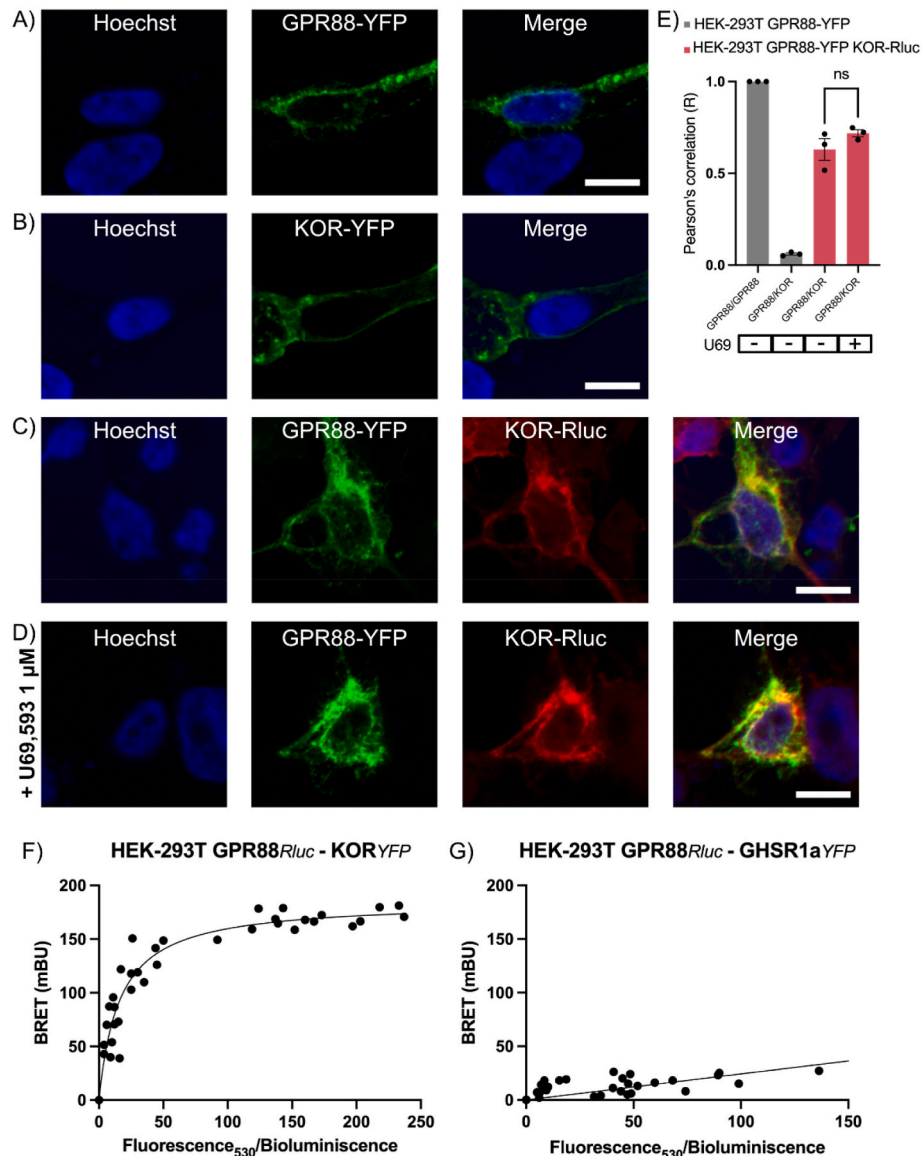 A)
Hoechst
GPR88-YFP
Merge
B)
Hoechst
KOR-YFP
Merge
C)
Hoechst
GPR88-YFP
KOR-Rluc
Merge
D)
+ U69,593 1 µM
Hoechst
GPR88-YFP
KOR-Rluc
Merge
E)
HEK-293T GPR88-YFP
HEK-293T GPR88-YFP KOR-Rluc
ns
Pearson's correlation (R)
1.0
0.5
0.0
GPR88/GPR88
GPR88/KOR
GPR88/KOR
GPR88/KOR
U69 - - - +
F)
HEK-293T GPR88Rluc - KORYFP
BRET (mBU)
200
150
100
50
0
0 50 100 150 200 250
Fluorescence530/Bioluminiscence
G)
HEK-293T GPR88Rluc - GHSR1aYFP
BRET (mBU)
200
150
100
50
0
0 50 100 150
Fluorescence530/Bioluminiscence